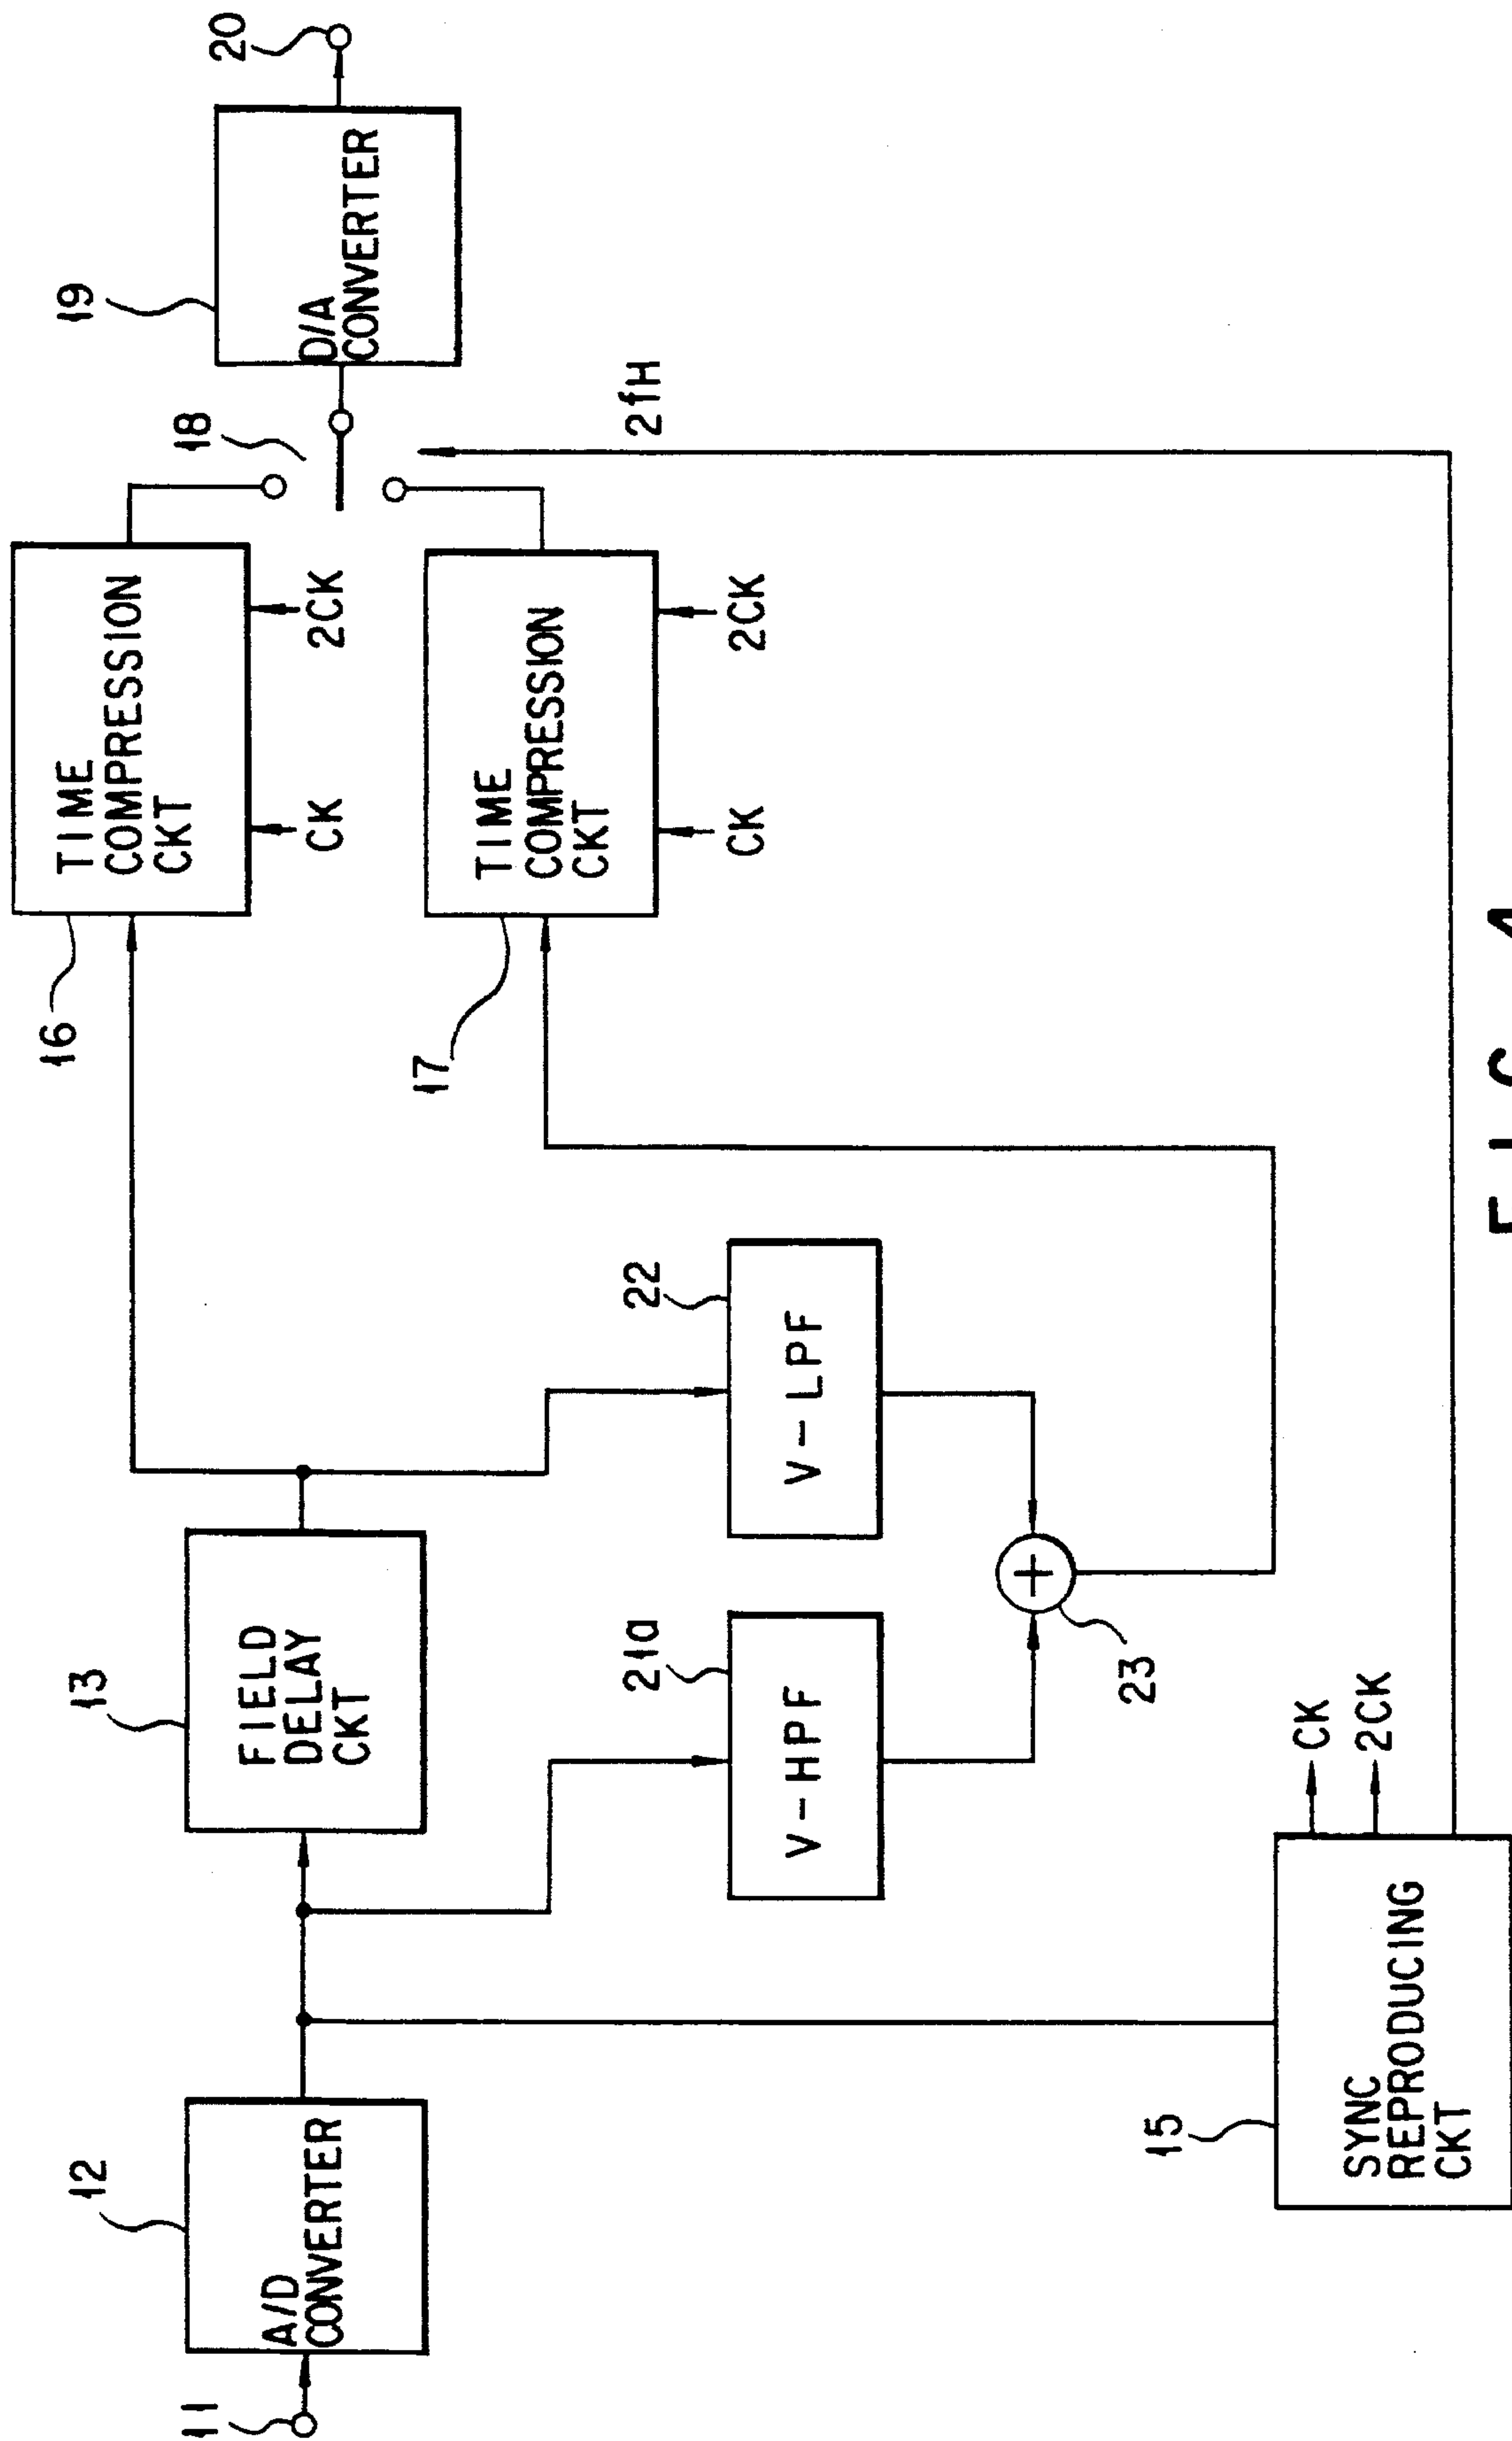 11
12
A/D
CONVERTER
13
FIELD
DELAY
CKT
16
TIME
COMPRESSION
CKT
CK
2CK
17
TIME
COMPRESSION
CKT
CK
2CK
18
2fH
19
D/A
CONVERTER
20
21a
V-HPF
22
V-LPF
+
23
15
SYNC
REPRODUCING
CKT
CK
2CK